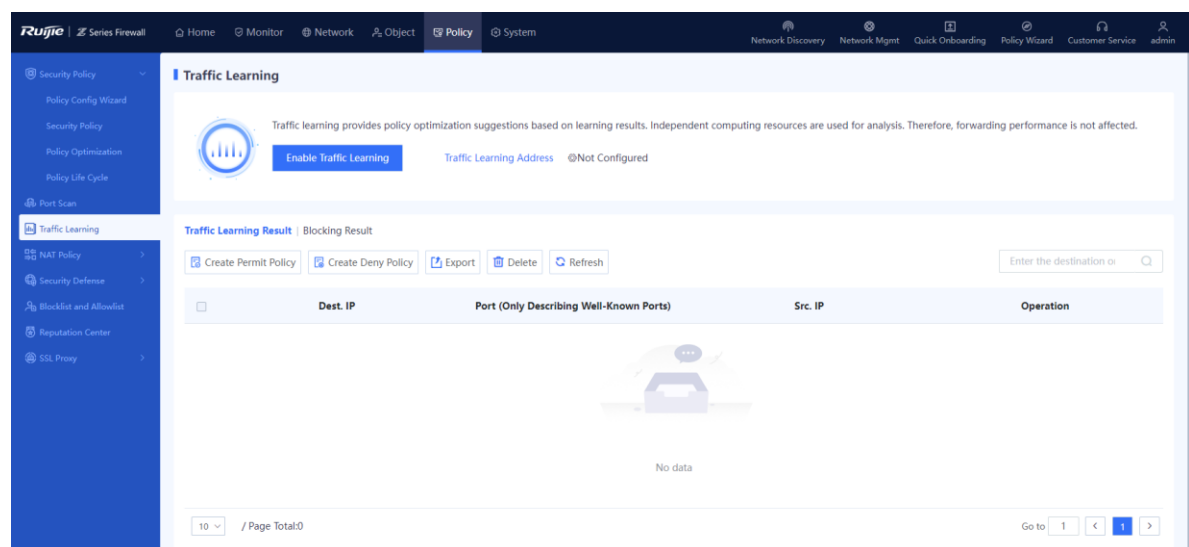 Ruijie | Z Series Firewall
Home Monitor Network Object Policy System
Network Discovery Network Mgmt Quick Onboarding Policy Wizard Customer Service admin
Security Policy
Policy Config Wizard
Security Policy
Policy Optimization
Policy Life Cycle
Port Scan
Traffic Learning
NAT Policy
Security Defense
Blocklist and Allowlist
Reputation Center
SSL Proxy
Traffic Learning
Traffic learning provides policy optimization suggestions based on learning results. Independent computing resources are used for analysis. Therefore, forwarding performance is not affected.
Enable Traffic Learning Traffic Learning Address Not Configured
Traffic Learning Result | Blocking Result
Create Permit Policy Create Deny Policy Export Delete Refresh Enter the destination or
Dest. IP Port (Only Describing Well-Known Ports) Src. IP Operation
No data
10 / Page Total:0 Go to 1 < 1 >